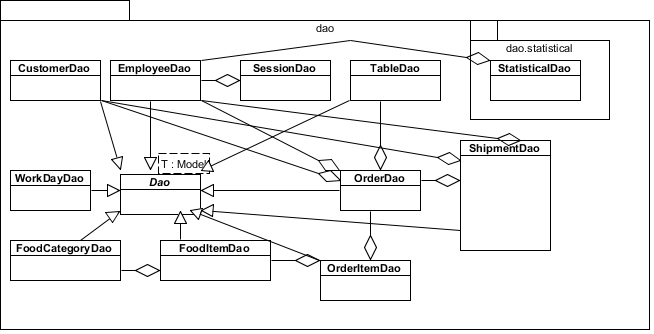 dao
dao.statistical
CustomerDao
EmployeeDao
SessionDao
TableDao
StatisticalDao
ShipmentDao
T : Model
WorkDayDao
Dao
OrderDao
FoodCategoryDao
FoodItemDao
OrderItemDao